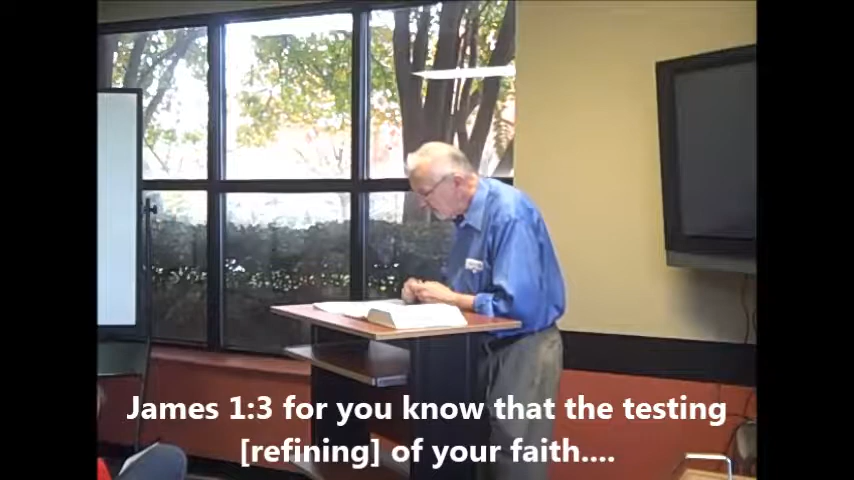 James 1:3 for you know that the testing
[refining] of your faith....